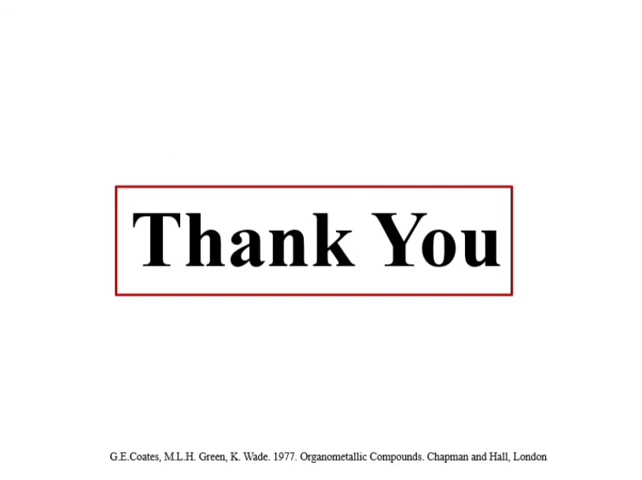 Thank You
G.E.Coates, M.L.H. Green, K. Wade. 1977. Organometallic Compounds. Chapman and Hall, London